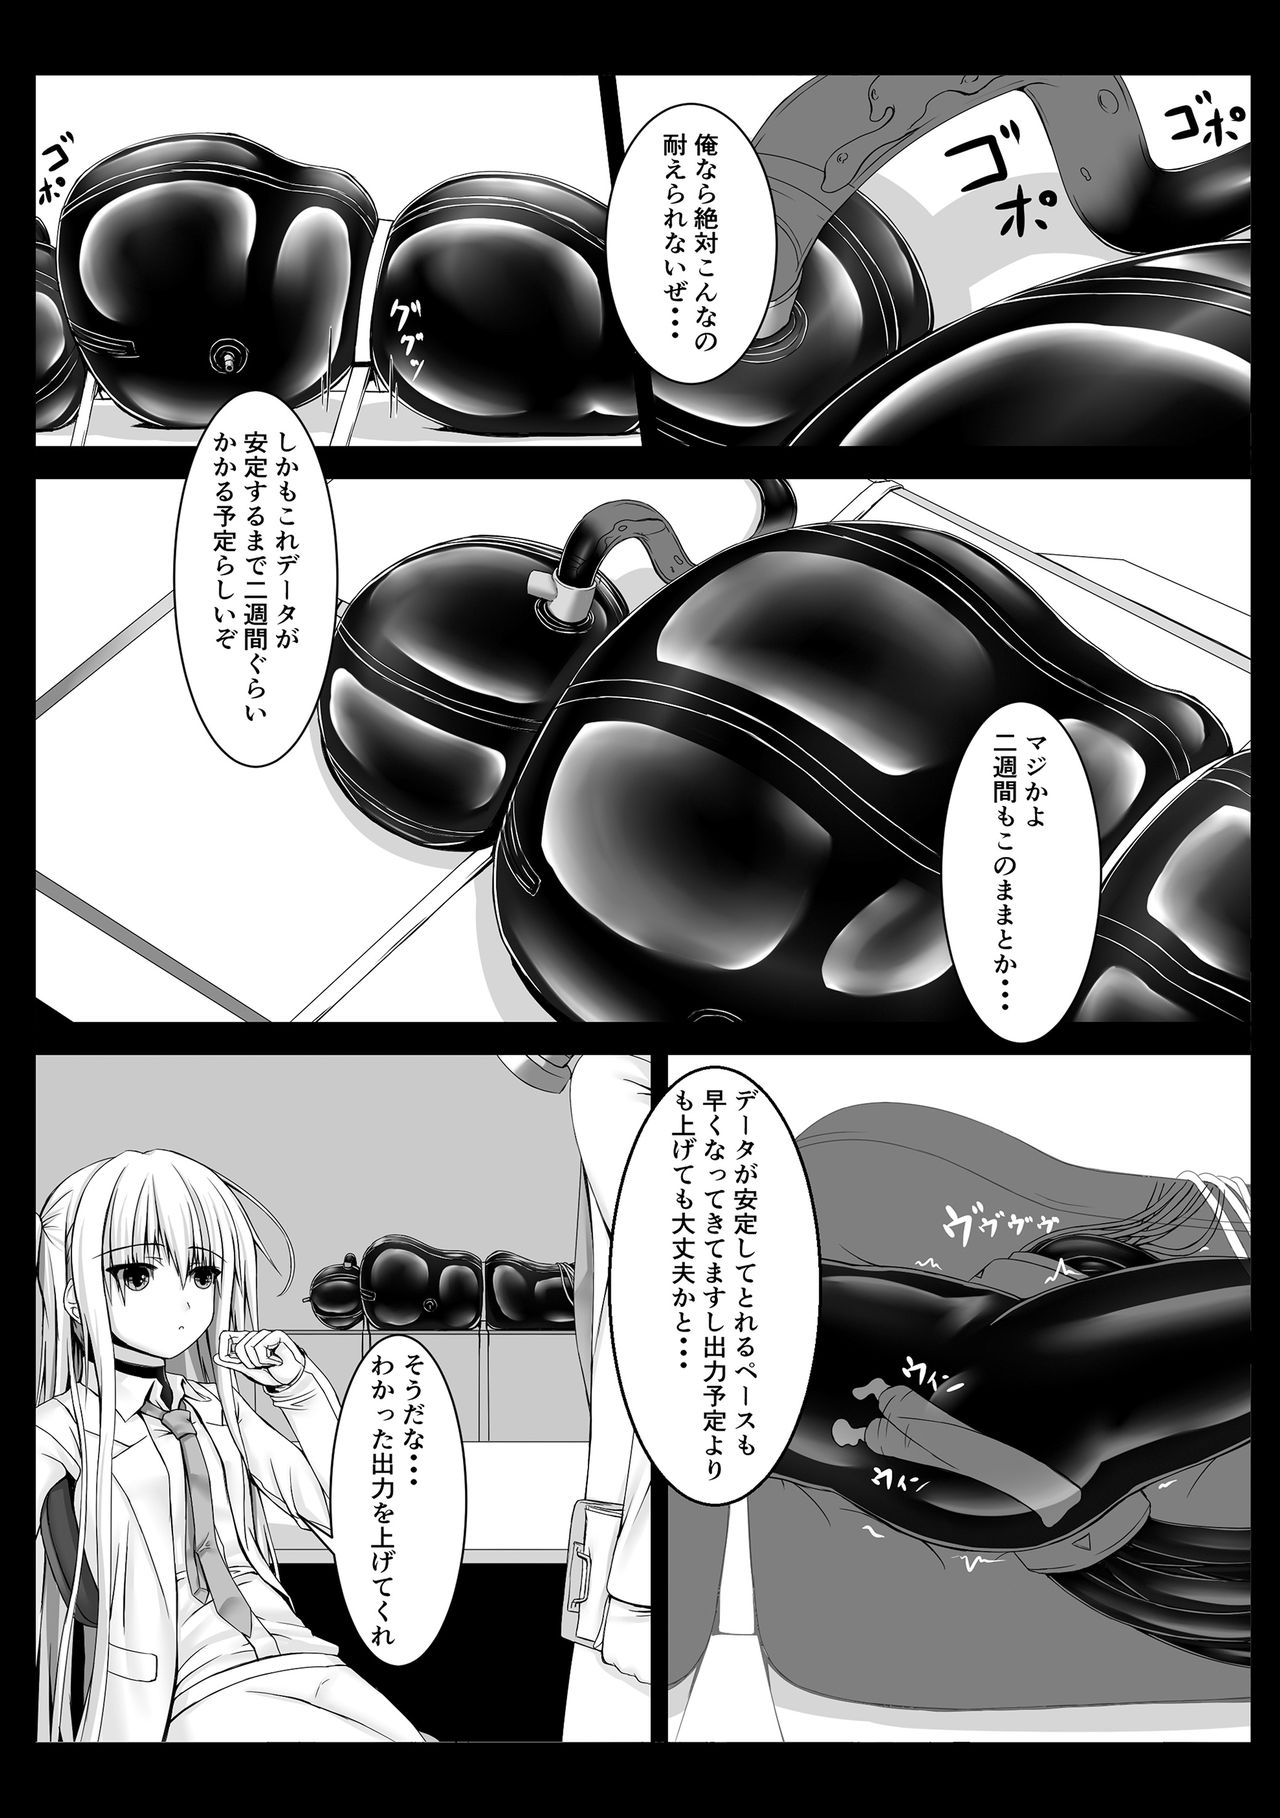 俺なら絶対こんなの
耐えられないぜ・・・
ゴポ
ゴポ
ゴポ
ググッ
しかもこれデータが
安定するまで二週間ぐらい
かかる予定らしいぞ
マジかよ
二週間もこのままとか・・・
データが安定してとれるペースも
早くなってきてますし出力予定より
も上げても大丈夫かと・・・
ヴヴヴヴ
ウィン
ウィン
そうだな・・・
わかった出力を上げてくれ